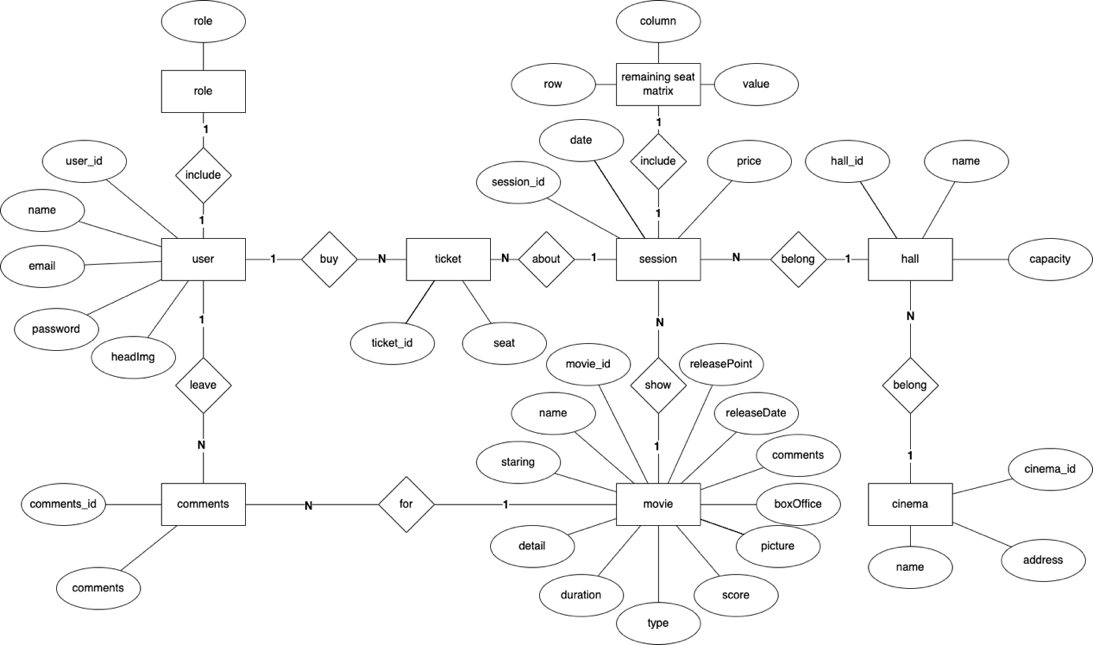 role
column
role
remaining seat
matrix
row
value
1
1
date
user_id
include
include
price
hall_id
name
session_id
name
1
1
user
1
buy
N
ticket
N
about
1
session
N
belong
1
hall
capacity
email
password
headImg
1
ticket_id
seat
N
N
movie_id
releasePoint
leave
show
belong
name
releaseDate
N
1
comments
1
staring
cinema_id
comments_id
comments
N
for
1
movie
boxOffice
cinema
detail
picture
name
address
comments
duration
score
type